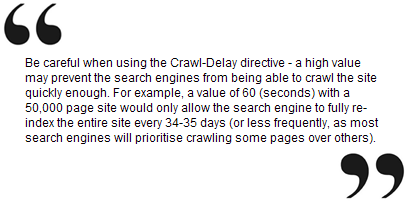 Be careful when using the Crawl-Delay directive - a high value
may prevent the search engines from being able to crawl the site
quickly enough. For example, a value of 60 (seconds) with a
50,000 page site would only allow the search engine to fully re-
index the entire site every 34-35 days (or less frequently, as most
search engines will prioritise crawling some pages over others).